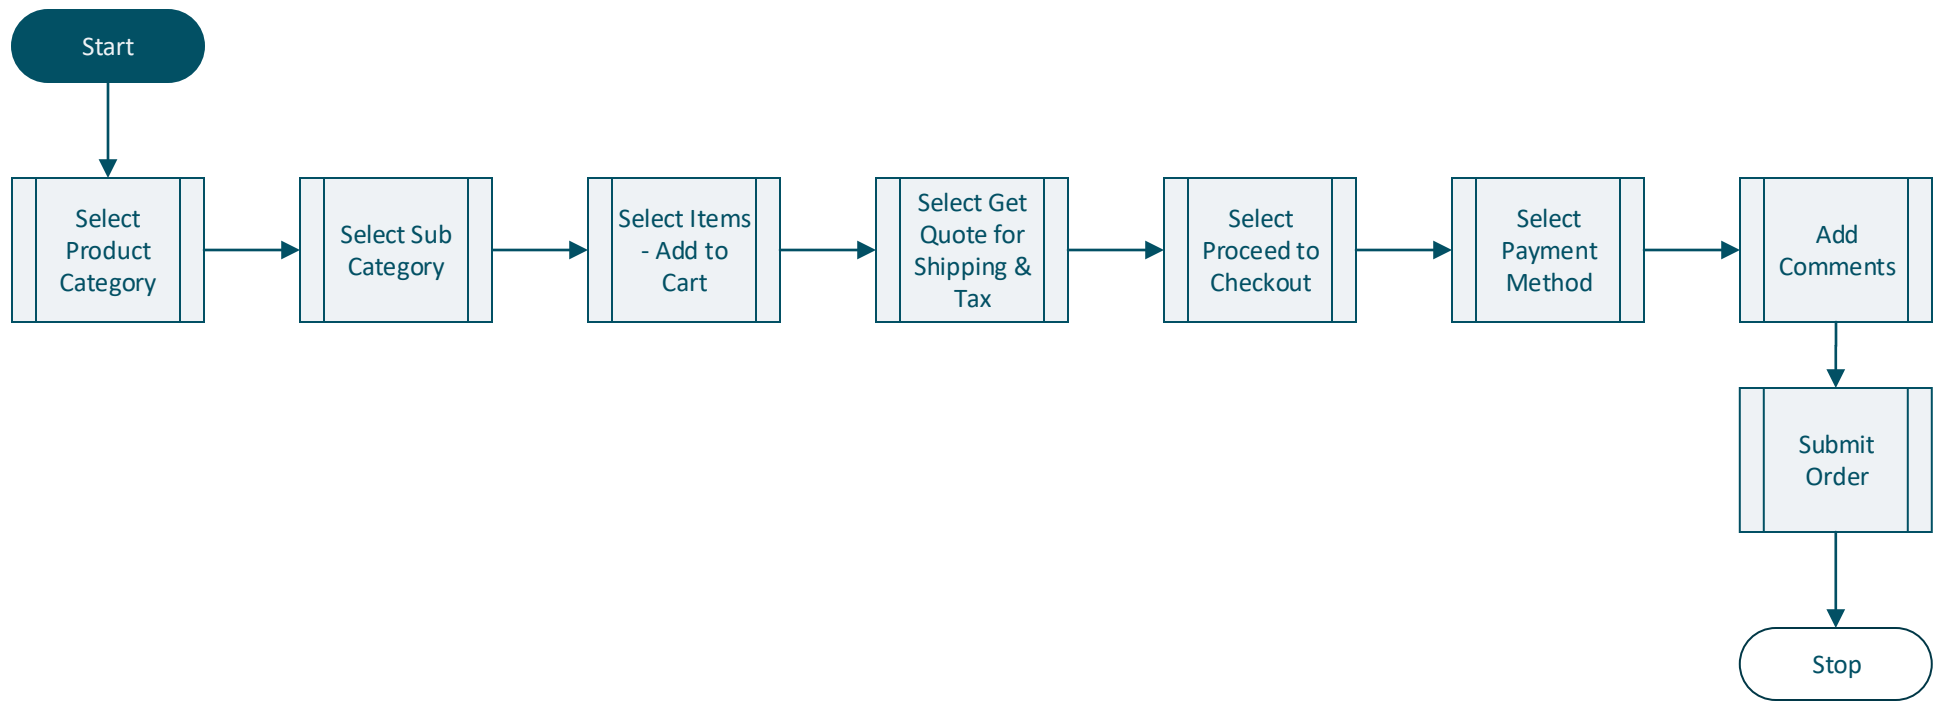 Start
Select
Product
Category
Select Sub
Category
Select Items
- Add to
Cart
Select Get
Quote for
Shipping &
Tax
Select
Proceed to
Checkout
Select
Payment
Method
Add
Comments
Submit
Order
Stop